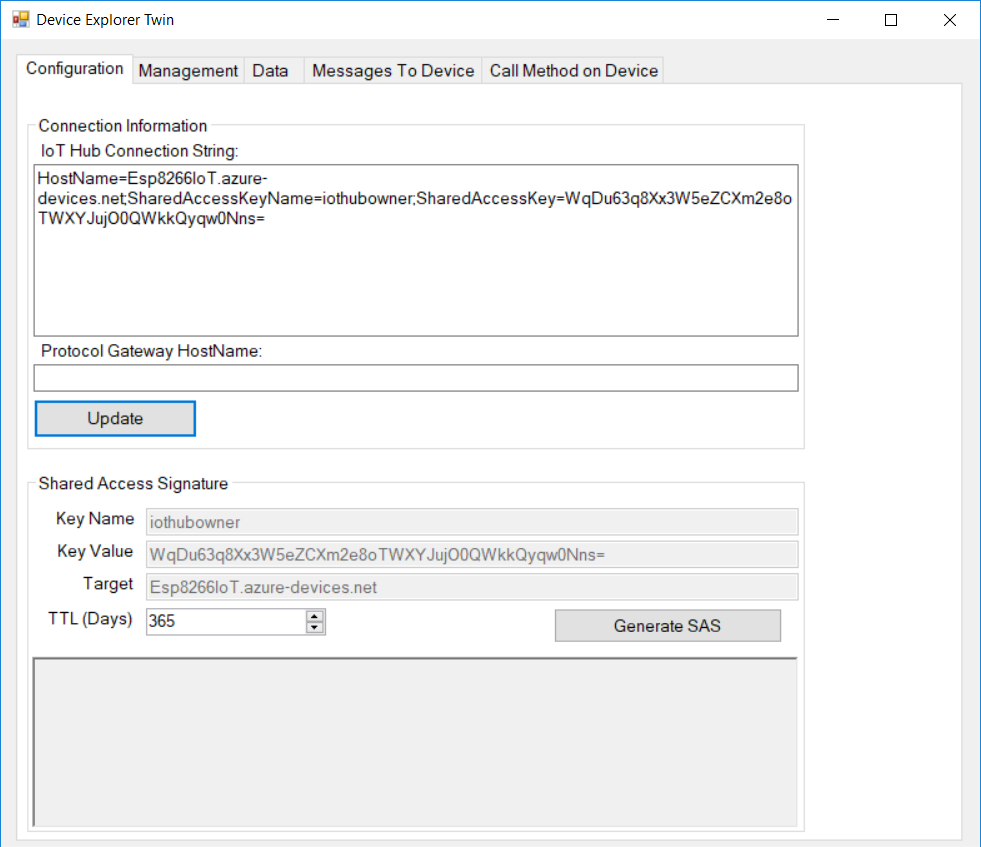 Device Explorer Twin
Configuration Management Data Messages To Device Call Method on Device
Connection Information
IoT Hub Connection String:
HostName=Esp8266IoT.azure-
devices.net;SharedAccessKeyName=iothubowner;SharedAccessKey=WqDu63q8Xx3W5eZCXm2e8o
TWXYJujO0QWkkQyqw0Nns=
Protocol Gateway HostName:
Update
Shared Access Signature
Key Name iothubowner
Key Value WqDu63q8Xx3W5eZCXm2e8oTWXYJujO0QWkkQyqw0Nns=
Target Esp8266IoT.azure-devices.net
TTL (Days) 365 Generate SAS